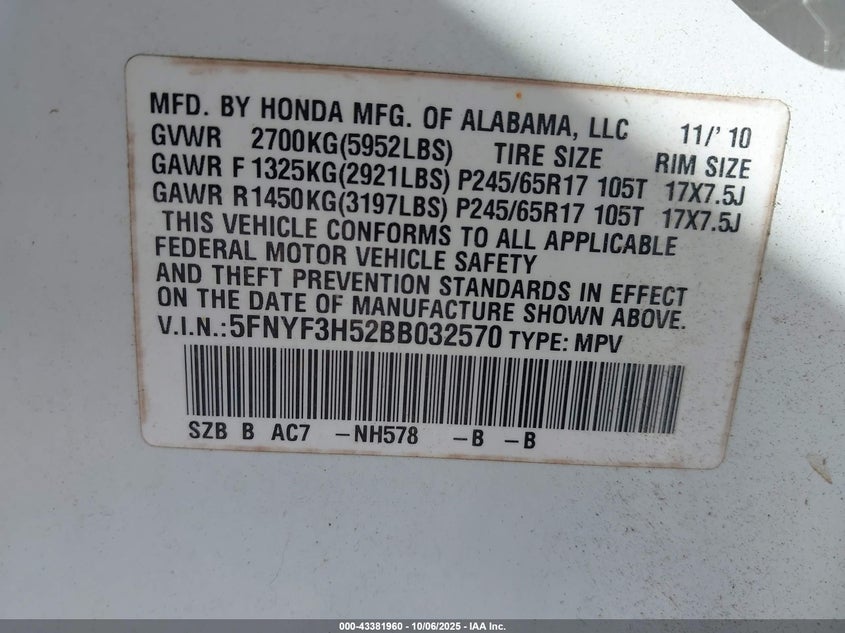 MFD. BY HONDA MFG. OF ALABAMA, LLC 11/' 10
GVWR 2700KG(5952LBS) TIRE SIZE RIM SIZE
GAWR F 1325KG(2921LBS) P245/65R17 105T 17X7.5J
GAWR R1450KG(3197LBS) P245/65R17 105T 17X7.5J
THIS VEHICLE CONFORMS TO ALL APPLICABLE
FEDERAL MOTOR VEHICLE SAFETY
AND THEFT PREVENTION STANDARDS IN EFFECT
ON THE DATE OF MANUFACTURE SHOWN ABOVE.
V.I.N.:5FNYF3H52BB032570 TYPE: MPV
SZB B AC7 -NH578 -B -B
000-43381960 - 10/06/2025 - IAA Inc.